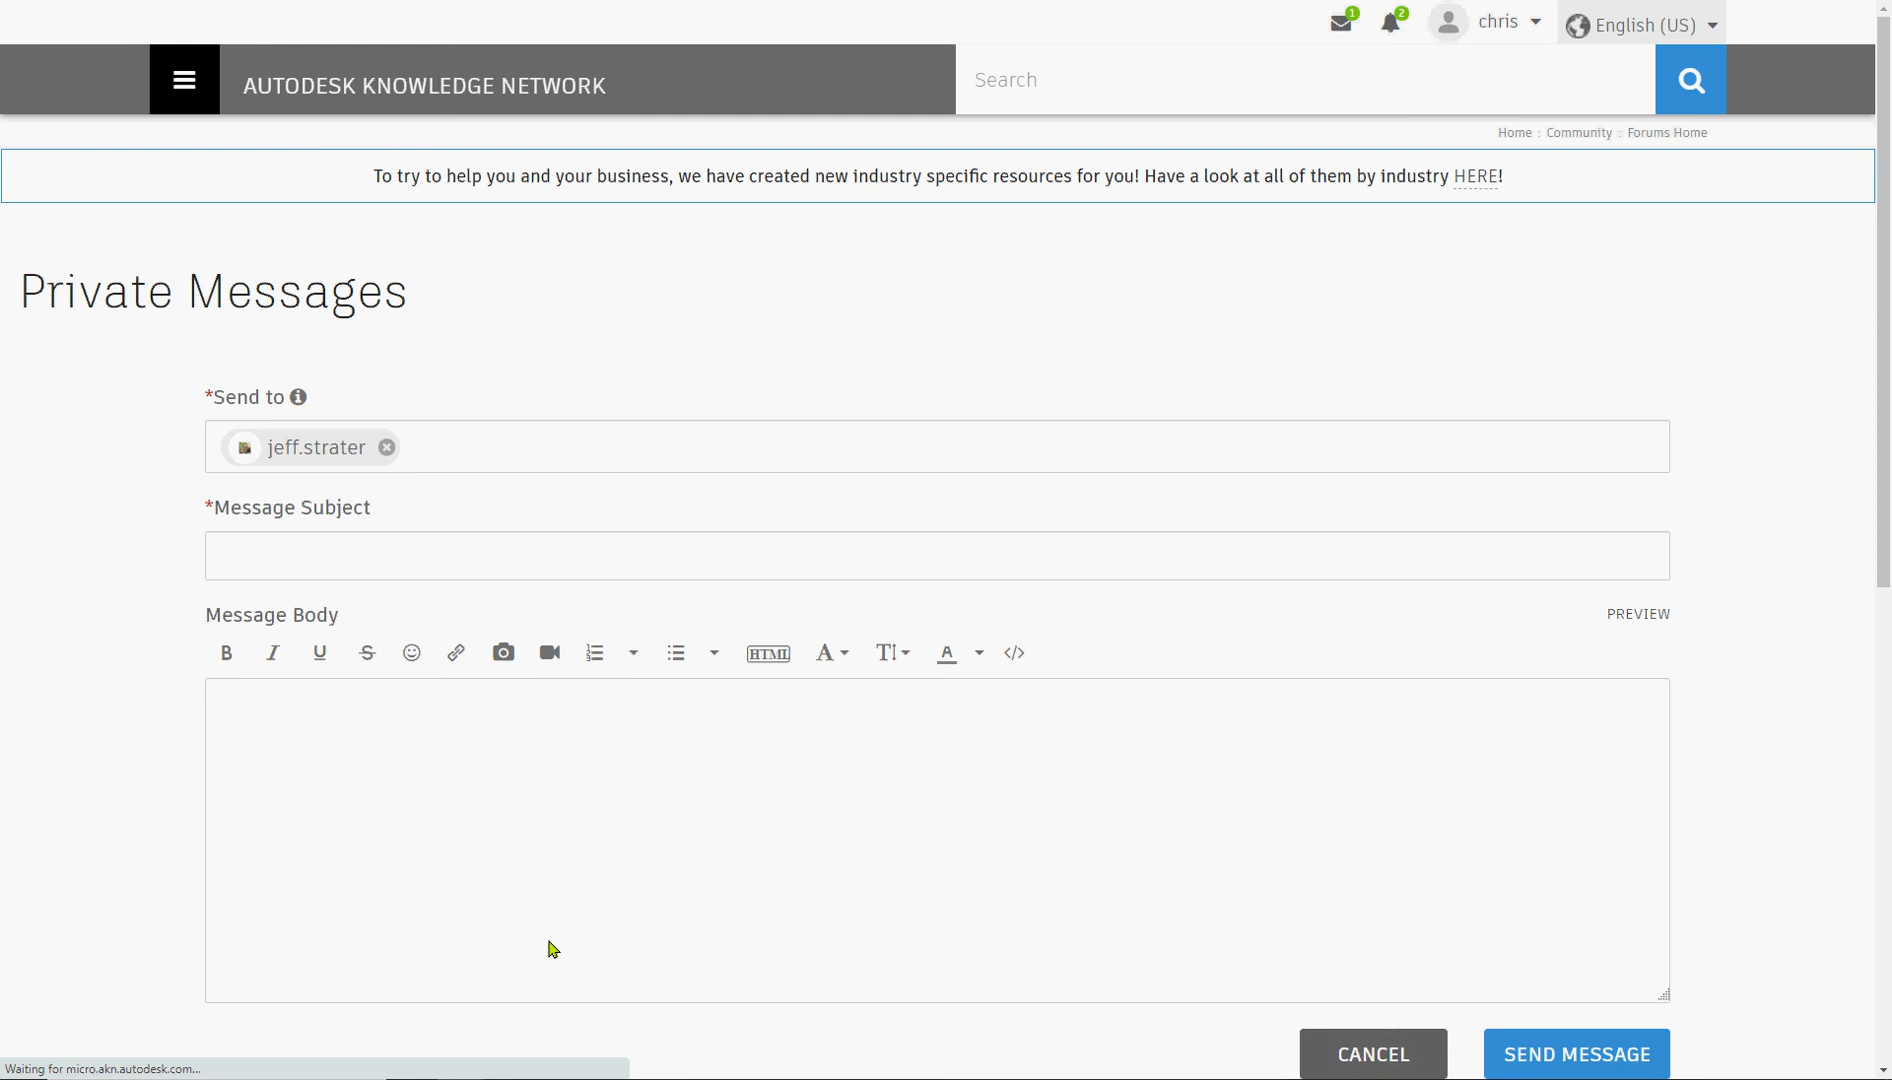 1
2
chris
English (US)
AUTODESK KNOWLEDGE NETWORK
Search
Home : Community : Forums Home
To try to help you and your business, we have created new industry specific resources for you! Have a look at all of them by industry HERE!
Private Messages
*Send to
jeff.strater
*Message Subject
Message Body
PREVIEW
B I U S HTML A T A </>
CANCEL
SEND MESSAGE
Waiting for micro.akn.autodesk.com...